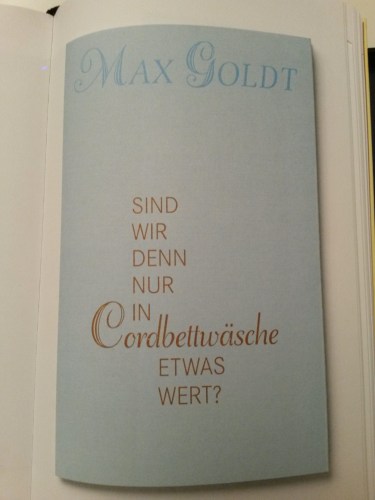 MAX GOLDT
SIND
WIR
DENN
NUR
IN
Cordbettwäsche
ETWAS
WERT?